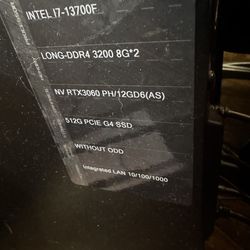 INTEL I7-13700F
LONG-DDR4 3200 8G*2
NV RTX3060 PH/12GD6(AS)
512G PCIE G4 SSD
WITHOUT ODD
Integrated LAN 10/100/1000